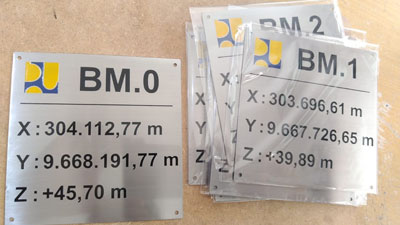 BM.0
X : 304.112,77 m
Y : 9.668.191,77 m
Z : +45,70 m
BM.2
BM.1
X : 303.696,61 m
Y : 9.667.726,65 m
Z : +39,89 m